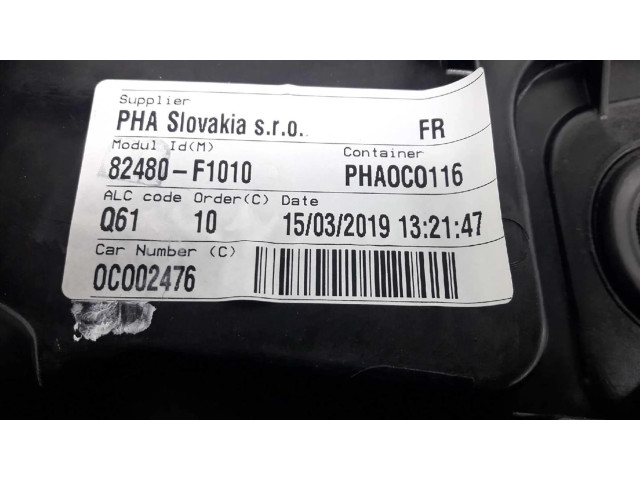 Supplier
PHA Slovakia s.r.o. FR
Modul Id(M) Container
82480-F1010 PHA0C0116
ALC code Order(C) Date
Q61 10 15/03/2019 13:21:47
Car Number (C)
0C002476